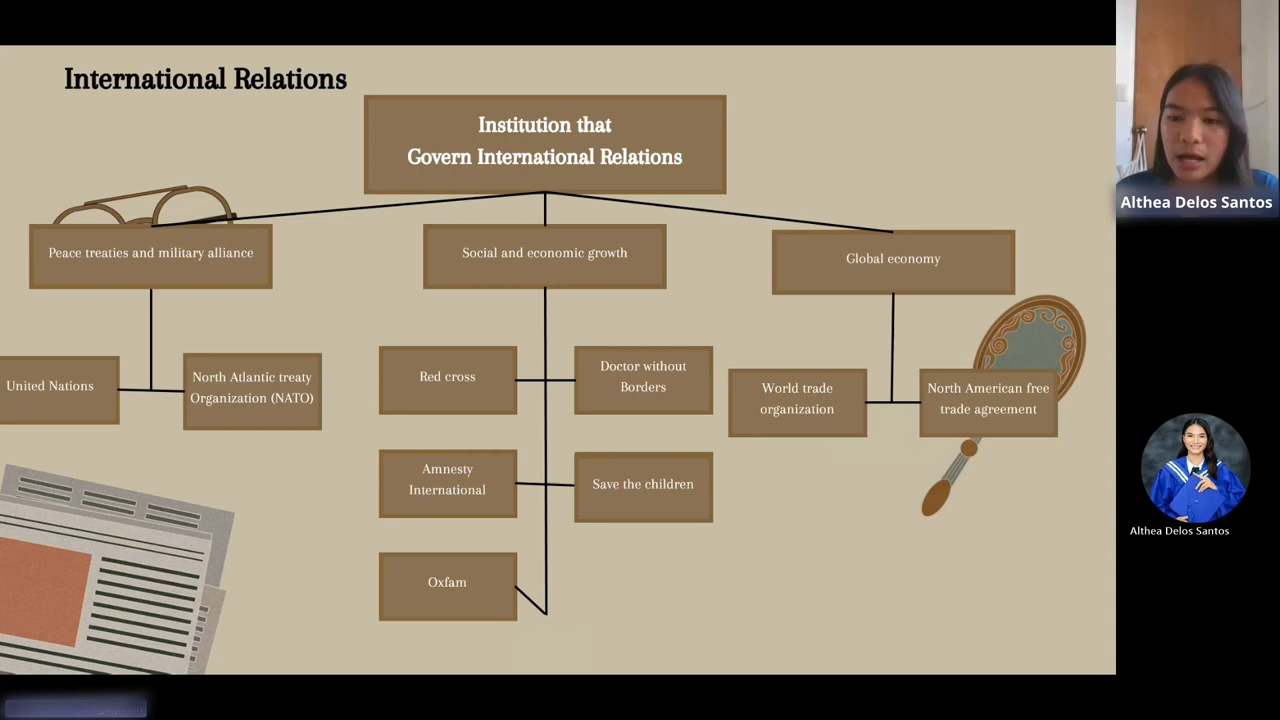 International Relations
Institution that
Govern International Relations
Peace treaties and military alliance
Social and economic growth
Global economy
United Nations
North Atlantic treaty
Organization (NATO)
Red cross
Doctor without
Borders
World trade
organization
North American free
trade agreement
Amnesty
International
Save the children
Oxfam
Althea Delos Santos
Althea Delos Santos